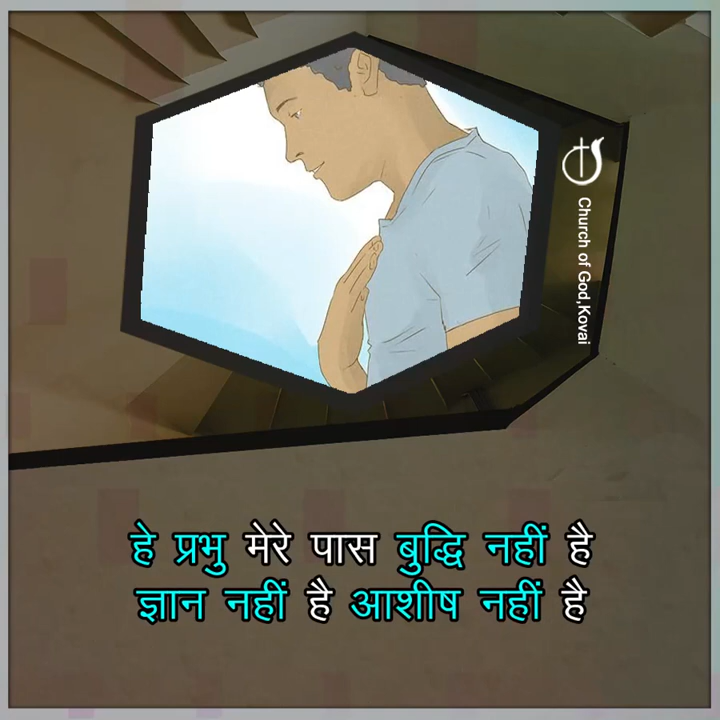 Church of God,Kovai
हे प्रभु मेरे पास बुद्धि नहीं है
ज्ञान नहीं है आशीष नहीं है